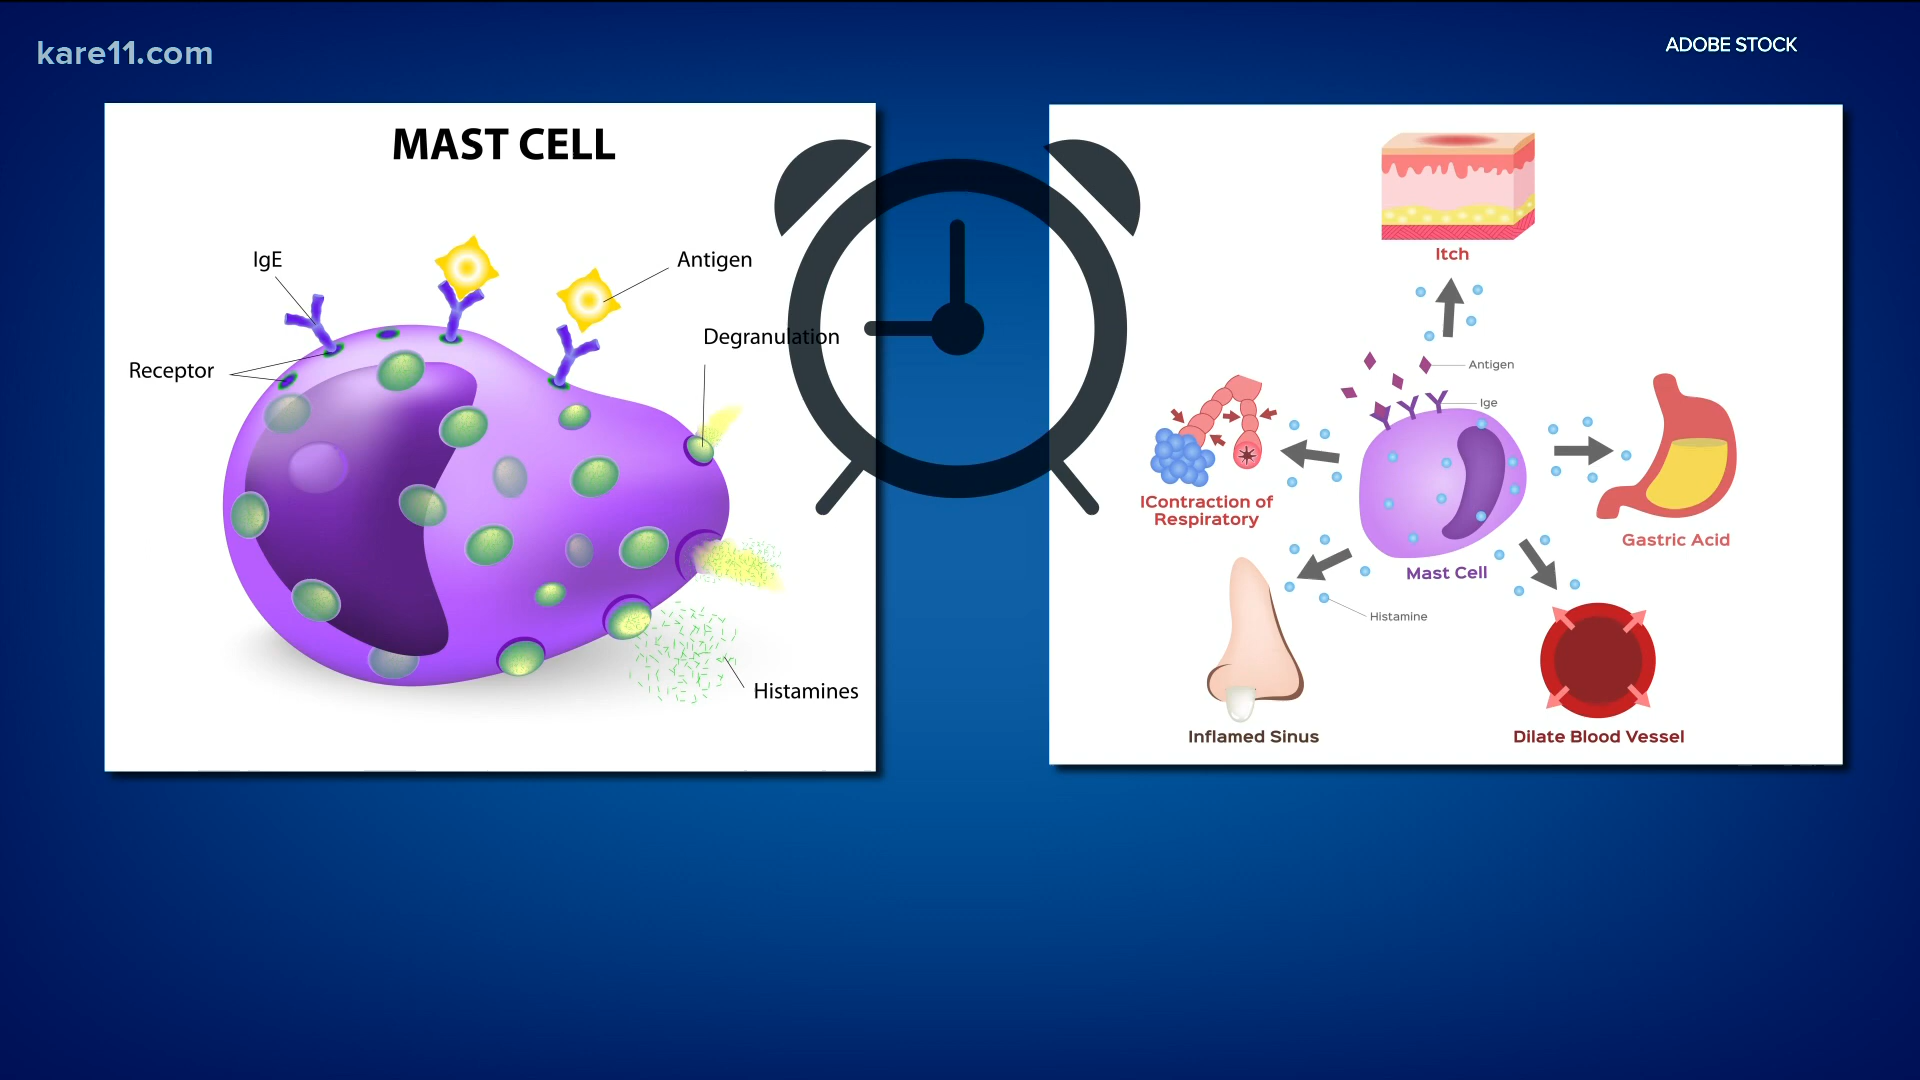 kare11.com
ADOBE STOCK
MAST CELL
IgE
Antigen
Degranulation
Receptor
Histamines
Itch
Antigen
Ige
IContraction of
Respiratory
Gastric Acid
Mast Cell
Histamine
Inflamed Sinus
Dilate Blood Vessel